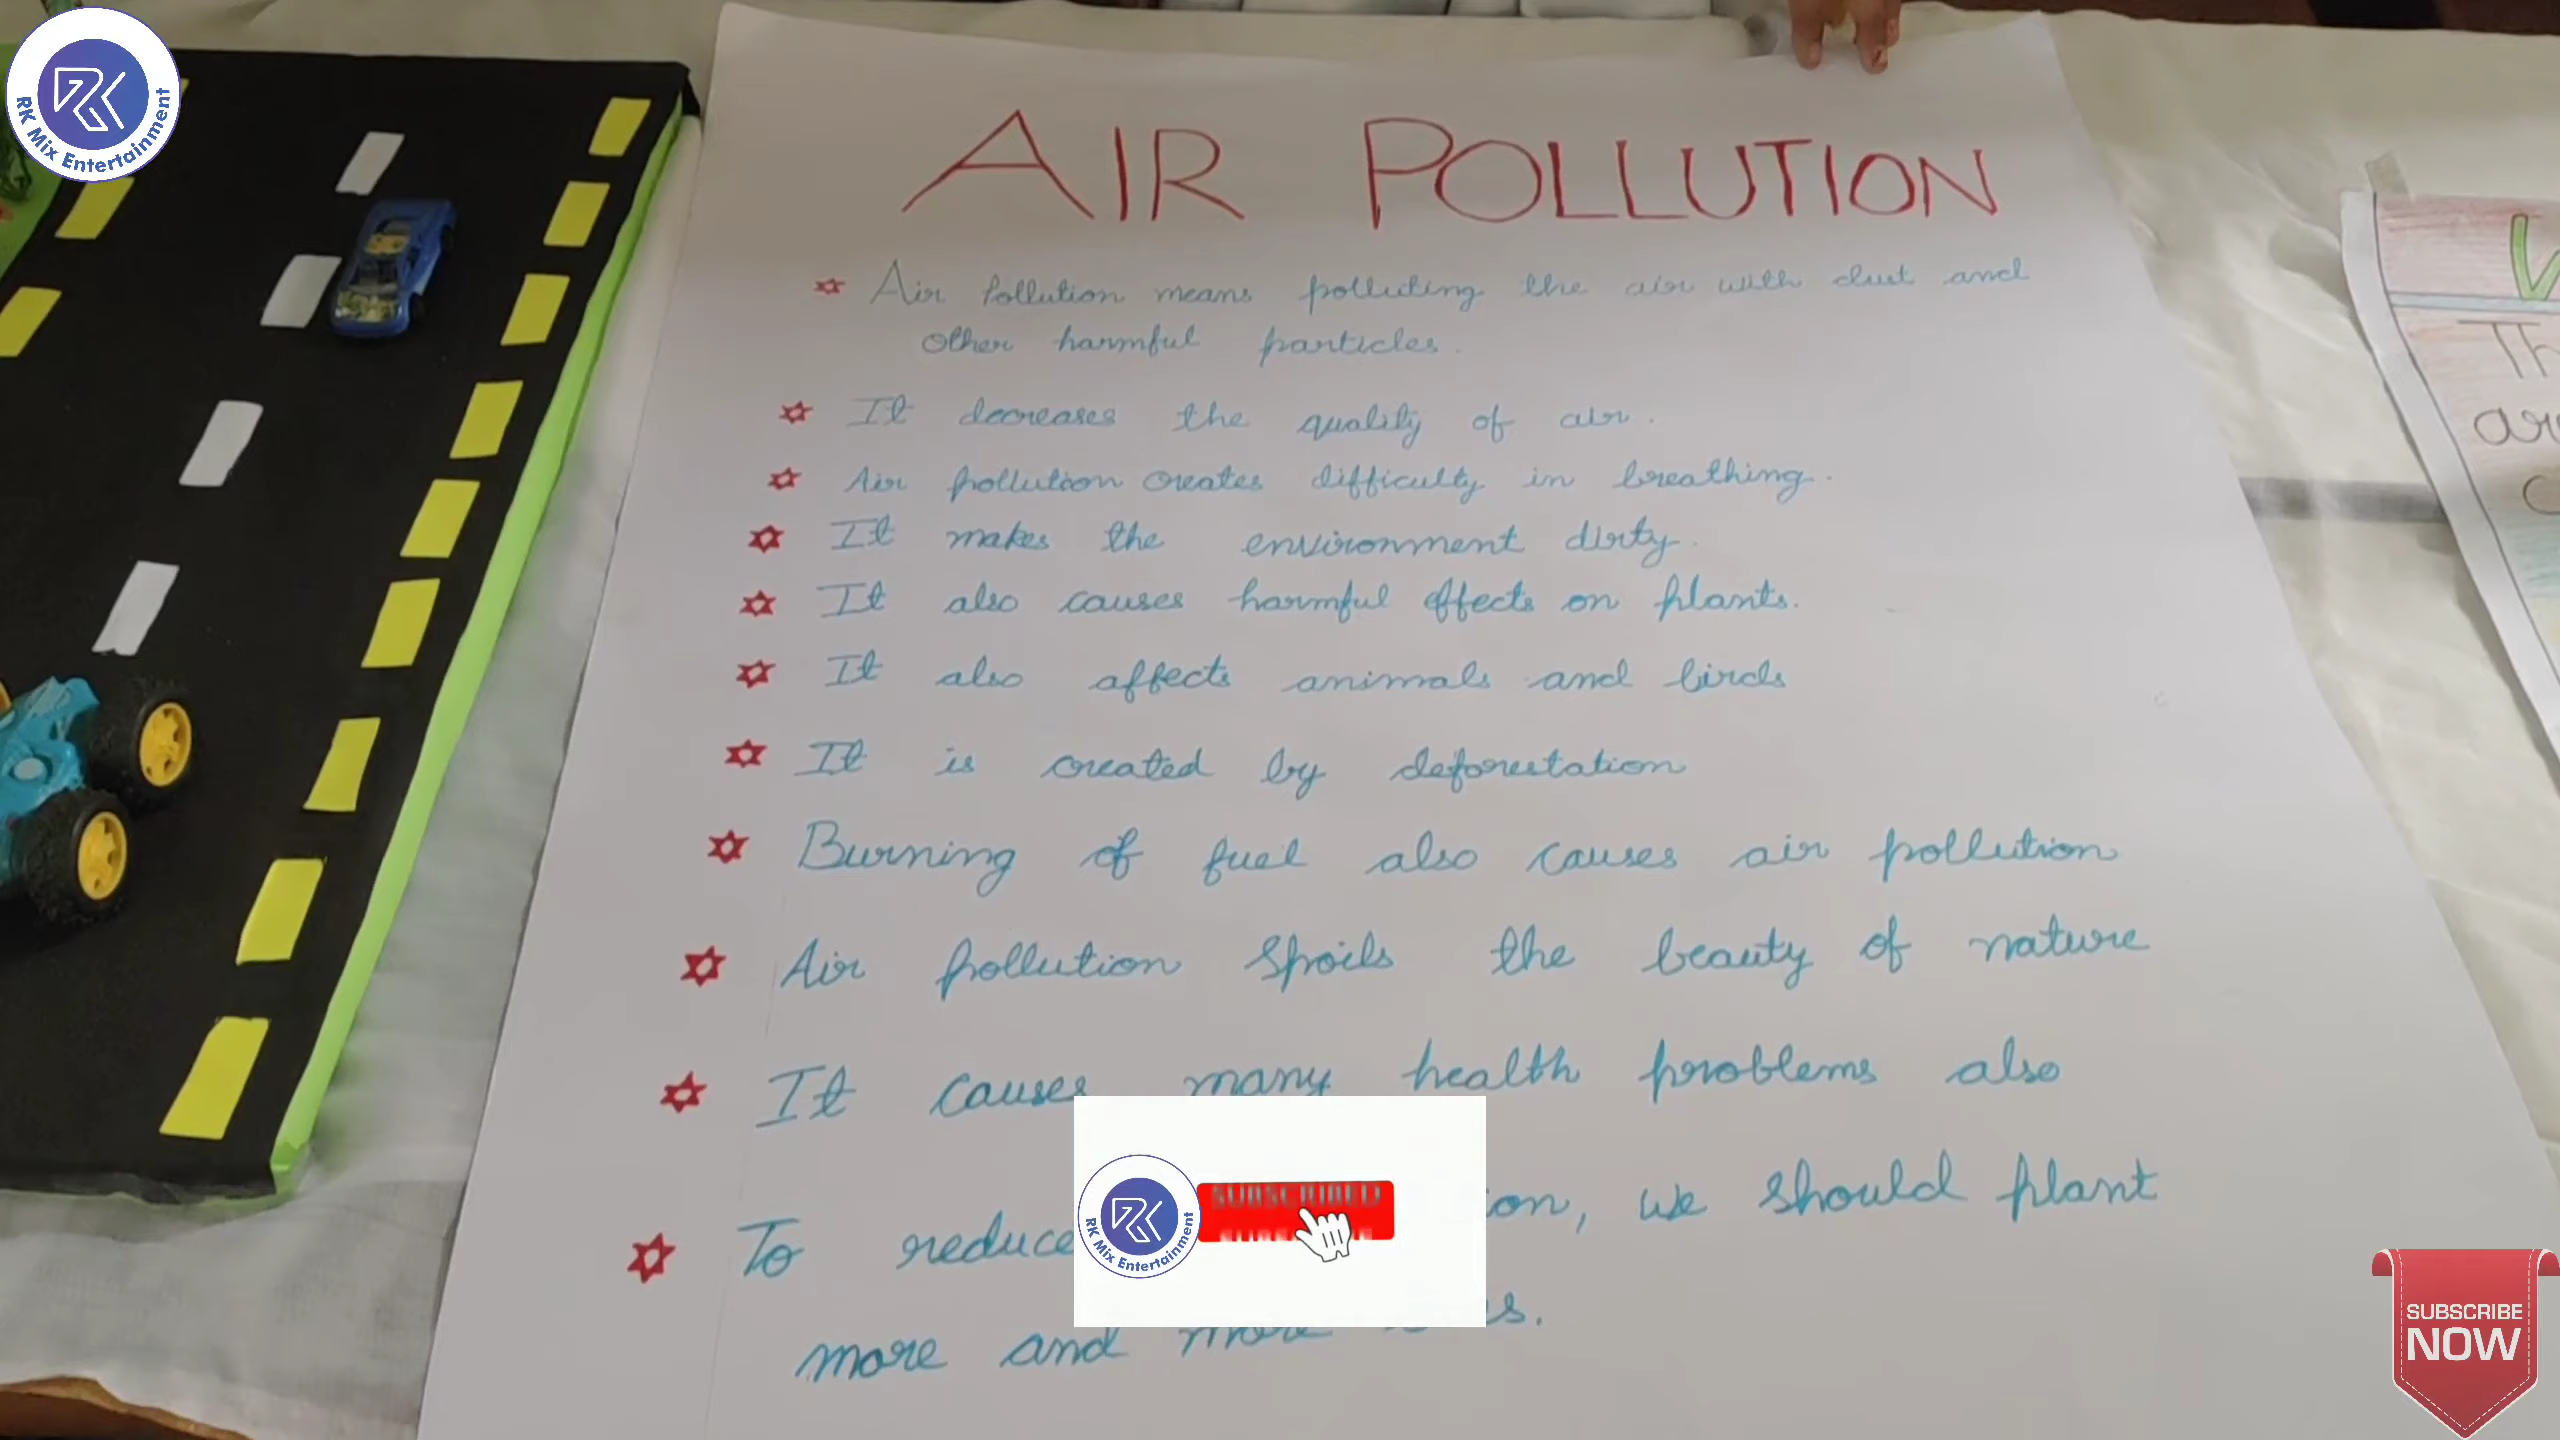 RK Mix Entertainment
AIR POLLUTION
Air Pollution means polluting the air with dut and
other harmful particles.
It decreases the quality of air.
Air pollution creates difficulty in breathing.
It makes the environment dirty.
It also causes harmful effects on plants.
It also affects animals and birds
It is created by deforestation
Burning of fuel also causes air pollution
Air pollution spoils the beauty of nature
It causes many health problems also
To reduce on, we should plant
more and more s.
RK Mix Entertainment
SUBSCRIBED
SUBSCRIBE
NOW
Th